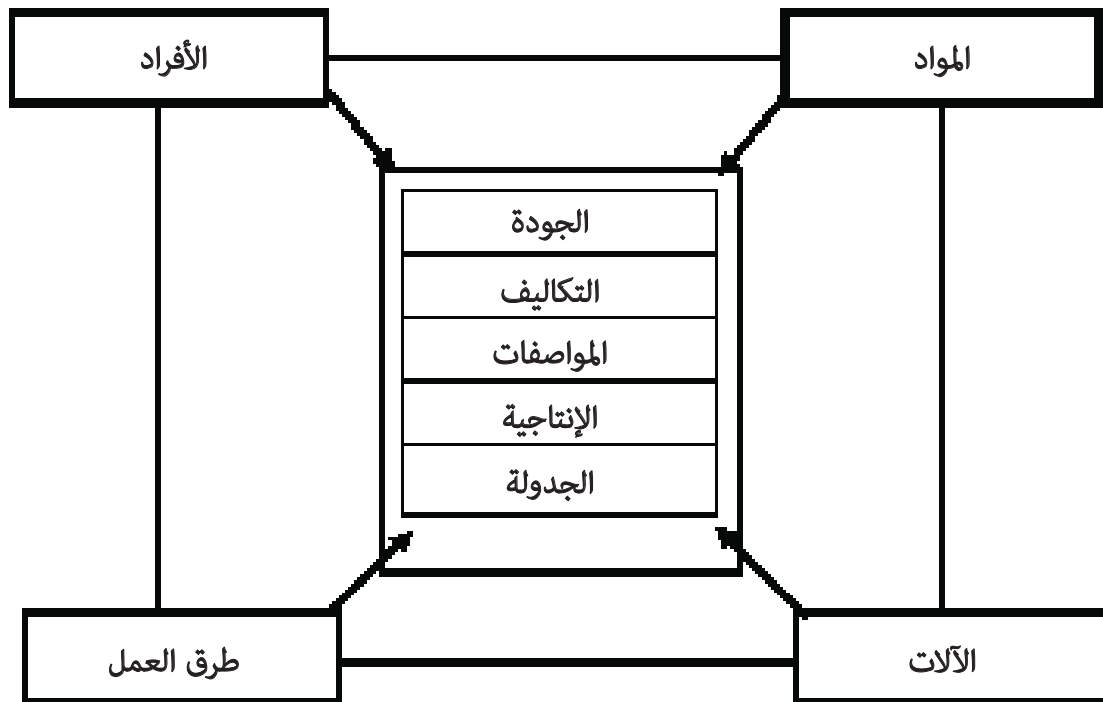 المواد
الأفراد
الجودة
التكاليف
المواصفات
الإنتاجية
الجدولة
الآلات
طرق العمل